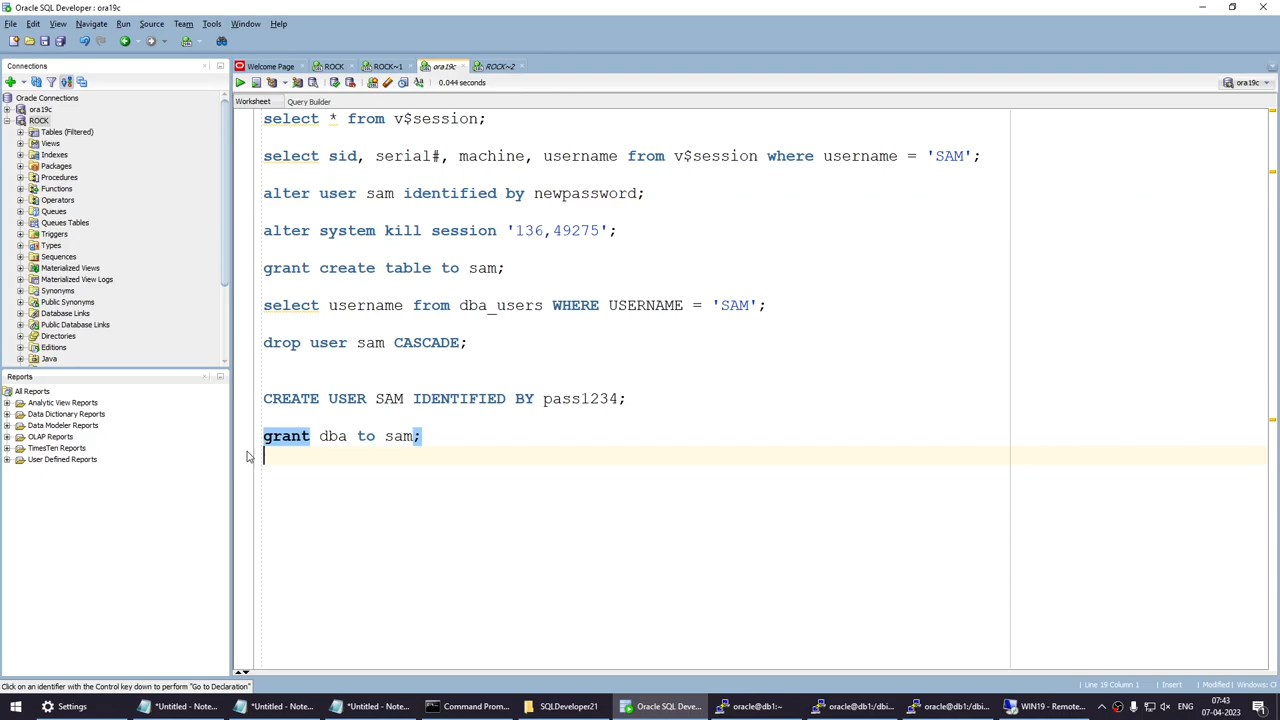 Oracle SQL Developer : ora19c
File Edit View Navigate Run Source Team Tools Window Help
Connections
Welcome Page ROCK ROCK~1 ora19c ROCK~2
0.044 seconds
ora19c
Worksheet Query Builder
Oracle Connections
ora19c
ROCK
Tables (Filtered)
Views
Indexes
Packages
Procedures
Functions
Operators
Queues
Queues Tables
Triggers
Types
Sequences
Materialized Views
Materialized View Logs
Synonyms
Public Synonyms
Database Links
Public Database Links
Directories
Editions
Java
select * from v$session;
select sid, serial#, machine, username from v$session where username = 'SAM';
alter user sam identified by newpassword;
alter system kill session '136,49275';
grant create table to sam;
select username from dba_users WHERE USERNAME = 'SAM';
drop user sam CASCADE;
CREATE USER SAM IDENTIFIED BY pass1234;
grant dba to sam;
Reports
All Reports
Analytic View Reports
Data Dictionary Reports
Data Modeler Reports
OLAP Reports
TimesTen Reports
User Defined Reports
Click on an identifier with the Control key down to perform "Go to Declaration"
Line 19 Column 1 Insert Modified Windows: Cl
Settings *Untitled - Note... *Untitled - Note... *Untitled - Note... Command Prom... SQLDeveloper21 Oracle SQL Deve... oracle@db1:~ oracle@db1:/dbi... oracle@db1:/dbi... WIN19 - Remote... ENG
07:43
07-04-2023